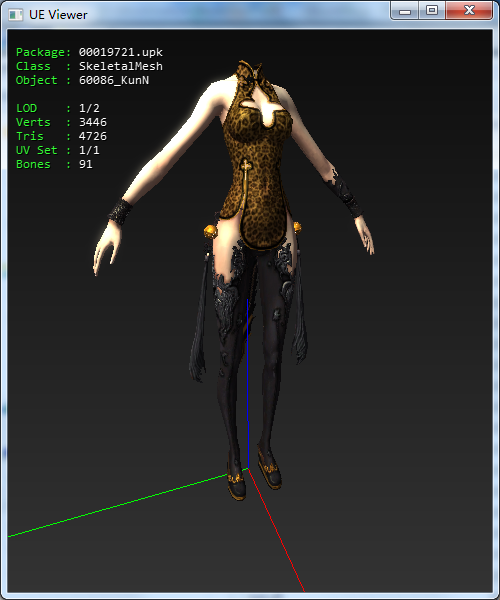 UE Viewer
Package: 00019721.upk
Class : SkeletalMesh
Object : 60086_KunN
LOD : 1/2
Verts : 3446
Tris : 4726
UV Set : 1/1
Bones : 91